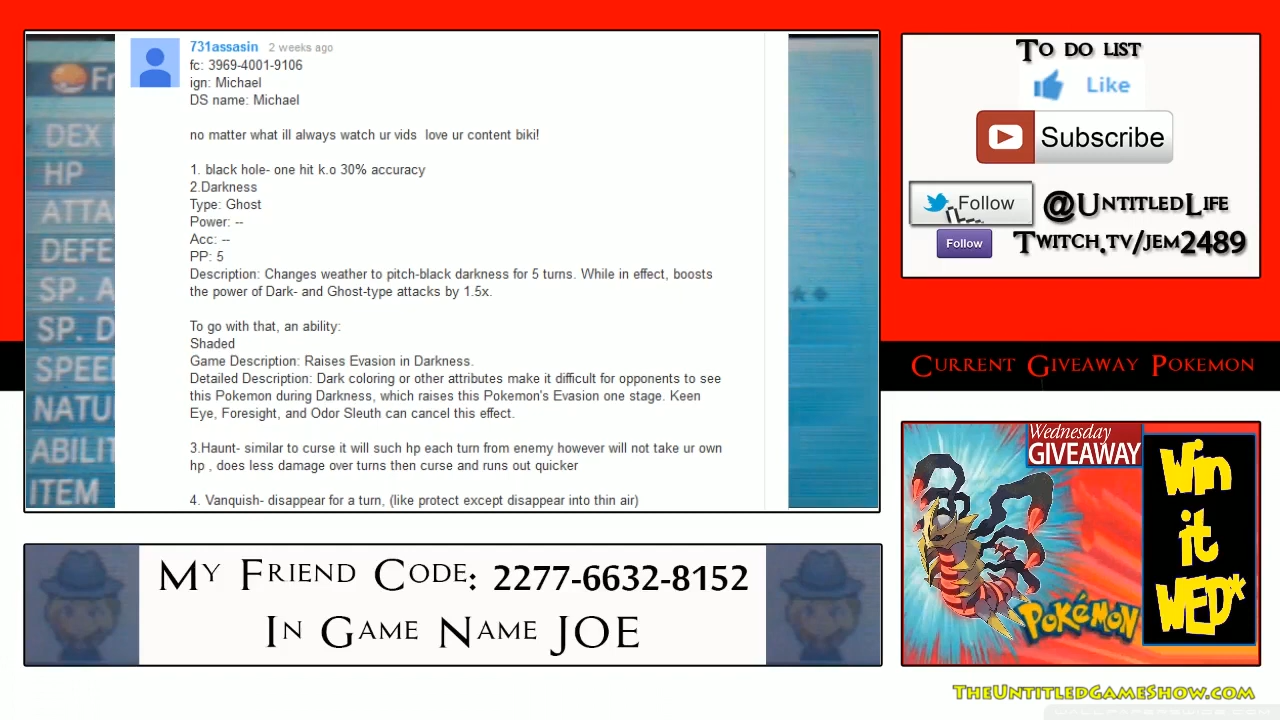 731assasin 2 weeks ago
fc: 3969-4001-9106
ign: Michael
DS name: Michael
no matter what ill always watch ur vids love ur content biki!
1. black hole- one hit k.o 30% accuracy
2.Darkness
Type: Ghost
Power: --
Acc: --
PP: 5
Description: Changes weather to pitch-black darkness for 5 turns. While in effect, boosts
the power of Dark- and Ghost-type attacks by 1.5x.
To go with that, an ability:
Shaded
Game Description: Raises Evasion in Darkness.
Detailed Description: Dark coloring or other attributes make it difficult for opponents to see
this Pokemon during Darkness, which raises this Pokemon's Evasion one stage. Keen
Eye, Foresight, and Odor Sleuth can cancel this effect.
3.Haunt- similar to curse it will such hp each turn from enemy however will not take ur own
hp , does less damage over turns then curse and runs out quicker
4. Vanquish- disappear for a turn, (like protect except disappear into thin air)
Fr
DEX
HP
ATTA
DEFE
SP. A
SP. D
SPEE
NATU
ABILI
ITEM
To do list
Like
Subscribe
Follow @UntitledLife
Follow Twitch.tv/jem2489
Current Giveaway Pokemon
Wednesday
GIVEAWAY
Win
it
WED*
POKéMON
My Friend Code: 2277-6632-8152
In Game Name JOE
TheUntitledGameShow.com